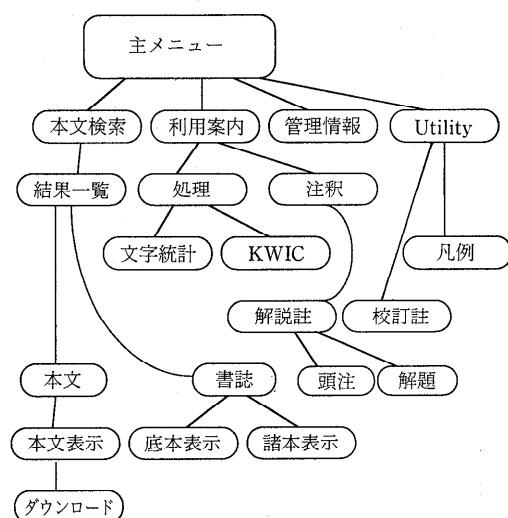 主メニュー
本文検索
利用案内
管理情報
Utility
結果一覧
処理
注釈
文字統計
KWIC
凡例
解説註
校訂註
本文
書誌
頭注
解題
本文表示
底本表示
諸本表示
ダウンロード